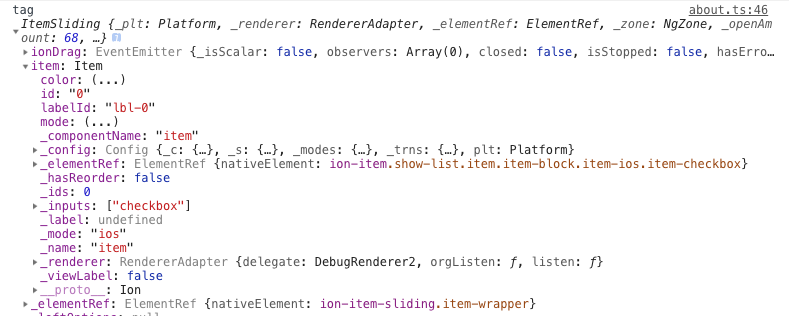 tag about.ts:46
ItemSliding {_plt: Platform, _renderer: RendererAdapter, _elementRef: ElementRef, _zone: NgZone, _openAm
ount: 68, …}
ionDrag: EventEmitter {_isScalar: false, observers: Array(0), closed: false, isStopped: false, hasErro…
item: Item
color: (...)
id: "0"
labelId: "lbl-0"
mode: (...)
_componentName: "item"
_config: Config {_c: {…}, _s: {…}, _modes: {…}, _trns: {…}, plt: Platform}
_elementRef: ElementRef {nativeElement: ion-item.show-list.item.item-block.item-ios.item-checkbox}
_hasReorder: false
_ids: 0
_inputs: ["checkbox"]
_label: undefined
_mode: "ios"
_name: "item"
_renderer: RendererAdapter {delegate: DebugRenderer2, orgListen: ƒ, listen: ƒ}
_viewLabel: false
__proto__: Ion
_elementRef: ElementRef {nativeElement: ion-item-sliding.item-wrapper}